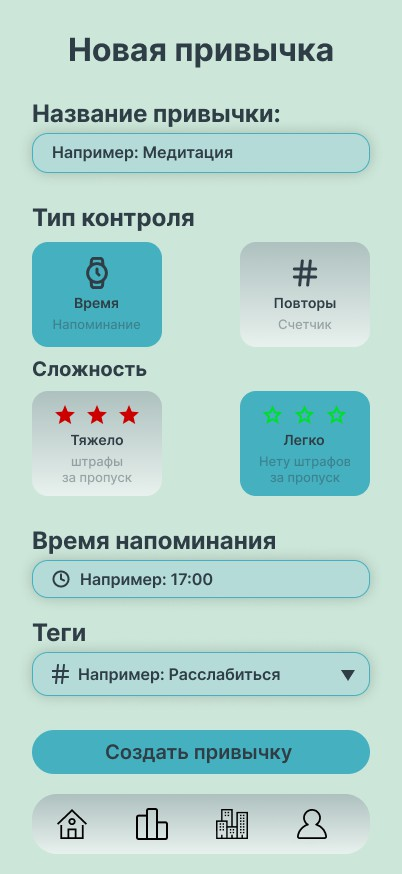 Новая привычка
Название привычки:
Например: Медитация
Тип контроля
Время
Напоминание
Повторы
Счетчик
Сложность
Тяжело
штрафы
за пропуск
Легко
Нету штрафов
за пропуск
Время напоминания
Например: 17:00
Теги
Например: Расслабиться
Создать привычку